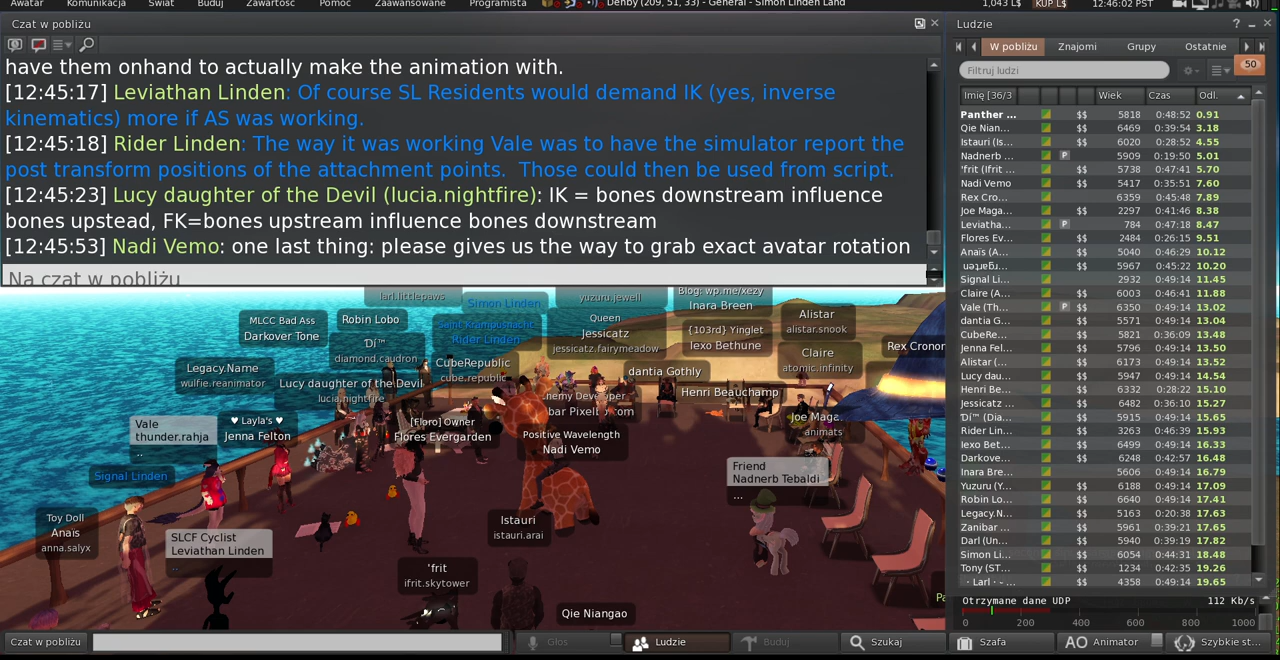 Awatar Komunikacja Świat Buduj Zawartość Pomoc Zaawansowane Programista Denby (209, 51, 33) - General - Simon Linden Land 1,043 L$ KUP L$ 12:46:02 PST
Czat w pobliżu
have them onhand to actually make the animation with.
[12:45:17] Leviathan Linden: Of course SL Residents would demand IK (yes, inverse
kinematics) more if AS was working.
[12:45:18] Rider Linden: The way it was working Vale was to have the simulator report the
post transform positions of the attachment points.  Those could then be used from script.
[12:45:23] Lucy daughter of the Devil (lucia.nightfire): IK = bones downstream influence
bones upstead, FK=bones upstream influence bones downstream
[12:45:53] Nadi Vemo: one last thing: please gives us the way to grab exact avatar rotation
Na czat w pobliżu
larl.littlepaws
Simon Linden
yuzuru.jewell
Blog: wp.me/xezy
Inara Breen
MLCC Bad Ass
Darkover Tone
Robin Lobo
Ɗí™
diamond.caudron
Saint Krampusnacht
Rider Linden
Queen
Jessicatz
jessicatz.fairymeadow
{103rd} Yinglet
Iexo Bethune
Alistar
alistar.snook
Claire
atomic.infinity
Rex Cronon
Legacy.Name
wulfie.reanimator
Lucy daughter of the Devil
lucia.nightfire
CubeRepublic
cube.republic
dantia Gothly
Henri Beauchamp
Joe Maga
animats
Vale
thunder.rahja
..
♥ Layla's ♥
Jenna Felton
[Floro] Owner
Flores Evergarden
Positive Wavelength
Nadi Vemo
Signal Linden
Friend
Nadnerb Tebaldi
...
Toy Doll
Anaïs
anna.salyx
SLCF Cyclist
Leviathan Linden
..
Istauri
istauri.arai
'frit
ifrit.skytower
Qie Niangao
Czat w pobliżu Głos Ludzie Buduj Szukaj
Ludzie
? _ ×
W pobliżu Znajomi Grupy Ostatnie
Filtruj ludzi 50
Imię [36/3 Wiek Czas Odl.
Panther ... $$ 5818 0:48:52 0.91
Qie Nian... $$ 6469 0:39:54 3.18
Istauri (Is... $$ 6020 0:28:52 4.55
Nadnerb ... P 5909 0:19:50 5.01
'frit (Ifrit ... $$ 5738 0:47:41 5.70
Nadi Vemo $$ 5417 0:35:51 7.60
Rex Cro... 6359 0:45:48 7.89
Joe Maga... $$ 2297 0:41:46 8.38
Leviatha... P 784 0:47:18 8.47
Flores Ev... $$ 2484 0:26:15 9.51
Anaïs (A... $$ 5040 0:46:29 10.12
$$ 5967 0:45:22 10.20
Signal Li... 2932 0:49:14 11.45
Claire (A... $$ 6003 0:46:41 11.88
Vale (Th... P $$ 6350 0:49:14 13.02
dantia G... $$ 5571 0:49:14 13.04
CubeRe... $$ 5821 0:36:09 13.48
Jenna Fel... $$ 5796 0:49:14 13.50
Alistar (... $$ 6173 0:49:14 13.52
Lucy dau... $$ 5947 0:49:14 14.54
Henri Be... $$ 6332 0:28:22 15.10
Jessicatz ... $$ 6482 0:36:10 15.27
Ɗí™ (Dia... $$ 5915 0:49:14 15.65
Rider Lin... $$ 3263 0:46:39 15.93
Iexo Bet... $$ 6499 0:49:14 16.33
Darkove... $$ 6248 0:42:57 16.48
Inara Bre... 5606 0:49:14 16.79
Yuzuru (Y... $$ 6188 0:49:14 17.09
Robin Lo... $$ 6640 0:49:14 17.41
Legacy.N... $$ 5163 0:20:38 17.63
Zanibar ... $$ 5961 0:39:21 17.65
Darl (Un... $$ 5940 0:39:19 17.82
Simon Li... $$ 6054 0:44:31 18.48
Tony (ST... $$ 1234 0:42:35 19.26
· Larl · - ... $$ 4358 0:49:14 19.65
Otrzymane dane UDP 112 Kb/s
0 200 400 600 800 1000
Szafa AO Animator Szybkie st...